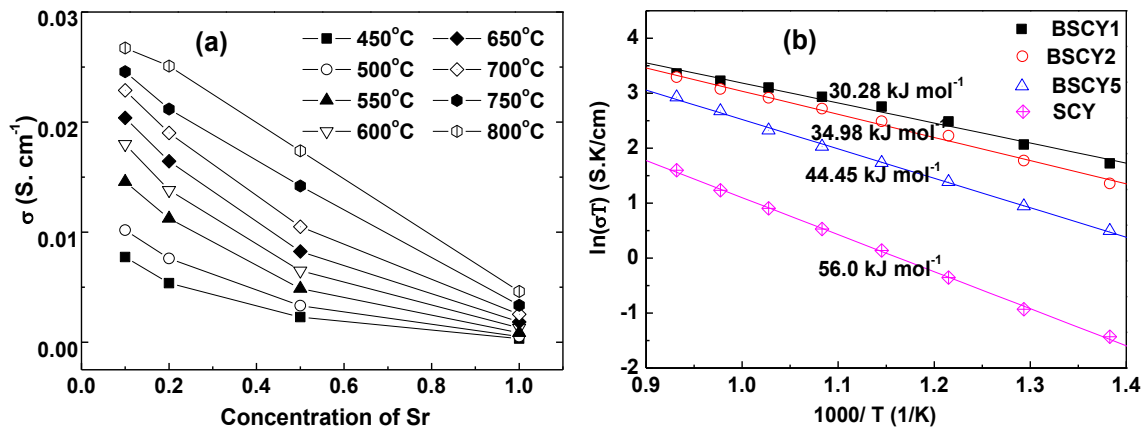 (a)
450°C
500°C
550°C
600°C
650°C
700°C
750°C
800°C
0.03
0.02
0.01
0.00
σ (S. cm⁻¹)
0.0 0.2 0.4 0.6 0.8 1.0
Concentration of Sr
(b)
BSCY1
BSCY2
BSCY5
SCY
30.28 kJ mol⁻¹
34.98 kJ mol⁻¹
44.45 kJ mol⁻¹
56.0 kJ mol⁻¹
5
4
3
2
1
0
-1
-2
ln(σT) (S.K/cm)
0.9 1.0 1.1 1.2 1.3 1.4
1000/ T (1/K)